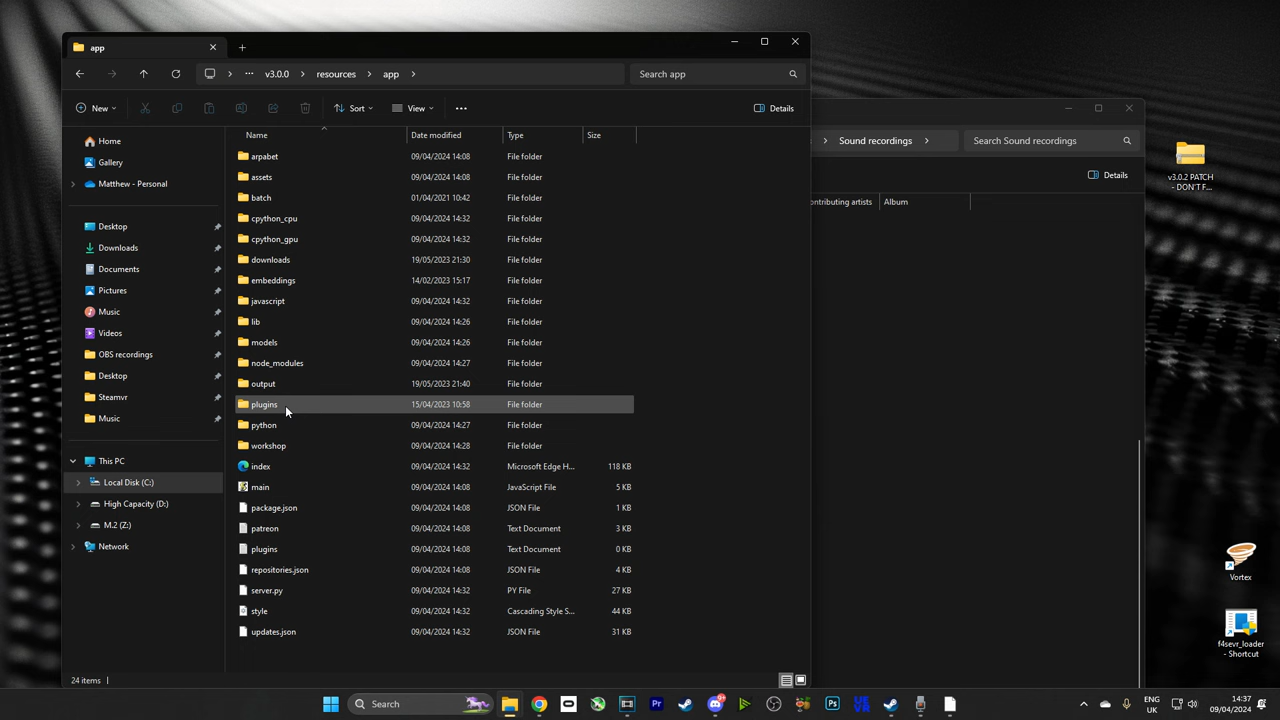 app
v3.0.0 resources app
Search app
New
Sort
View
Details
Name
Date modified
Type
Size
Home
Gallery
Matthew - Personal
Desktop
Downloads
Documents
Pictures
Music
Videos
OBS recordings
Desktop
Steamvr
Music
This PC
Local Disk (C:)
High Capacity (D:)
M.2 (Z:)
Network
arpabet 09/04/2024 14:08 File folder
assets 09/04/2024 14:08 File folder
batch 01/04/2021 10:42 File folder
cpython_cpu 09/04/2024 14:32 File folder
cpython_gpu 09/04/2024 14:32 File folder
downloads 19/05/2023 21:30 File folder
embeddings 14/02/2023 15:17 File folder
javascript 09/04/2024 14:32 File folder
lib 09/04/2024 14:26 File folder
models 09/04/2024 14:26 File folder
node_modules 09/04/2024 14:27 File folder
output 19/05/2023 21:40 File folder
plugins 15/04/2023 10:58 File folder
python 09/04/2024 14:27 File folder
workshop 09/04/2024 14:28 File folder
index 09/04/2024 14:32 Microsoft Edge H... 118 KB
main 09/04/2024 14:08 JavaScript File 5 KB
package.json 09/04/2024 14:08 JSON File 1 KB
patreon 09/04/2024 14:08 Text Document 3 KB
plugins 09/04/2024 14:08 Text Document 0 KB
repositories.json 09/04/2024 14:08 JSON File 4 KB
server.py 09/04/2024 14:32 PY File 27 KB
style 09/04/2024 14:32 Cascading Style S... 44 KB
updates.json 09/04/2024 14:32 JSON File 31 KB
24 items
Sound recordings
Search Sound recordings
Details
ontributing artists
Album
v3.0.2 PATCH
- DON'T F...
Vortex
f4sevr_loader
- Shortcut
Search
Pr
9+
Ps
UE
VR
ENG
UK
14:37
09/04/2024